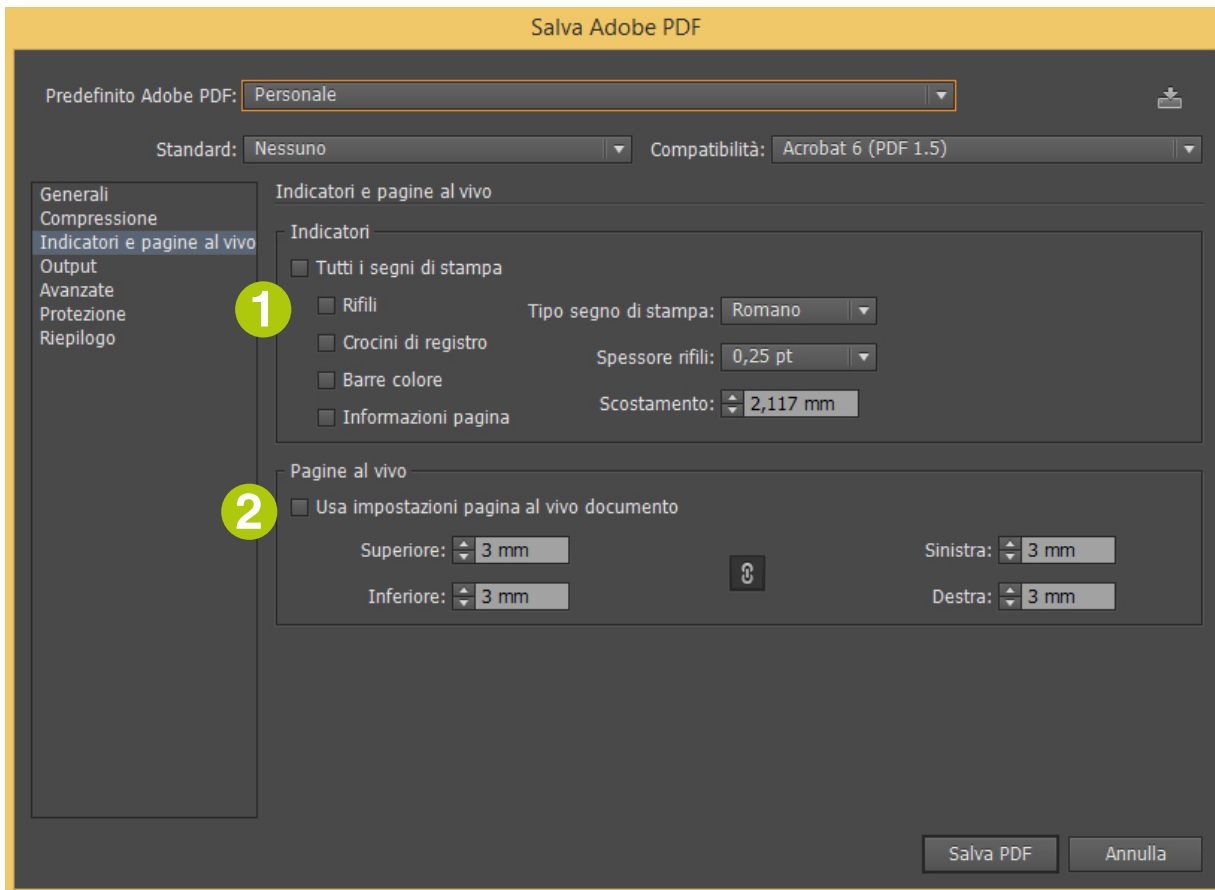 Salva Adobe PDF
Predefinito Adobe PDF: Personale
Standard: Nessuno Compatibilità: Acrobat 6 (PDF 1.5)
Generali
Compressione
Indicatori e pagine al vivo
Output
Avanzate
Protezione
Riepilogo
Indicatori e pagine al vivo
Indicatori
Tutti i segni di stampa
1
Rifili
Crocini di registro
Barre colore
Informazioni pagina
Tipo segno di stampa: Romano
Spessore rifili: 0,25 pt
Scostamento: 2,117 mm
Pagine al vivo
2
Usa impostazioni pagina al vivo documento
Superiore: 3 mm Sinistra: 3 mm
Inferiore: 3 mm Destra: 3 mm
Salva PDF Annulla